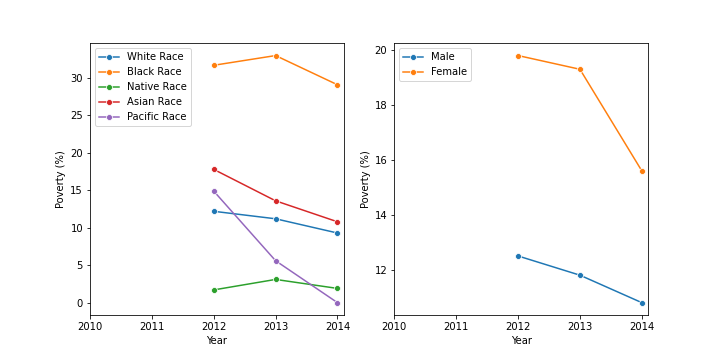 White Race
Black Race
Native Race
Asian Race
Pacific Race
30
25
20
15
10
5
0
Poverty (%)
2010 2011 2012 2013 2014
Year
Male
Female
20
18
16
14
12
Poverty (%)
2010 2011 2012 2013 2014
Year